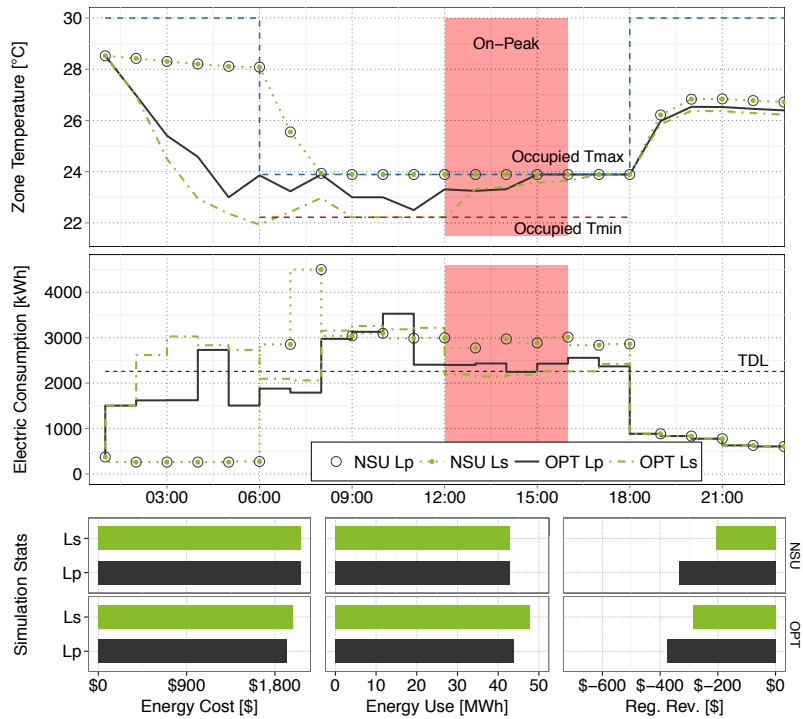 Zone Temperature [°C]
30
28
26
24
22
On−Peak
Occupied Tmax
Occupied Tmin
Electric Consumption [kWh]
4000
3000
2000
1000
0
TDL
NSU Lp NSU Ls OPT Lp OPT Ls
03:00 06:00 09:00 12:00 15:00 18:00 21:00
Simulation Stats
Ls
Lp
NSU
Ls
Lp
OPT
$0 $900 $1,800
0 10 20 30 40 50
$−600 $−400 $−200 $0
Energy Cost [$]
Energy Use [MWh]
Reg. Rev. [$]